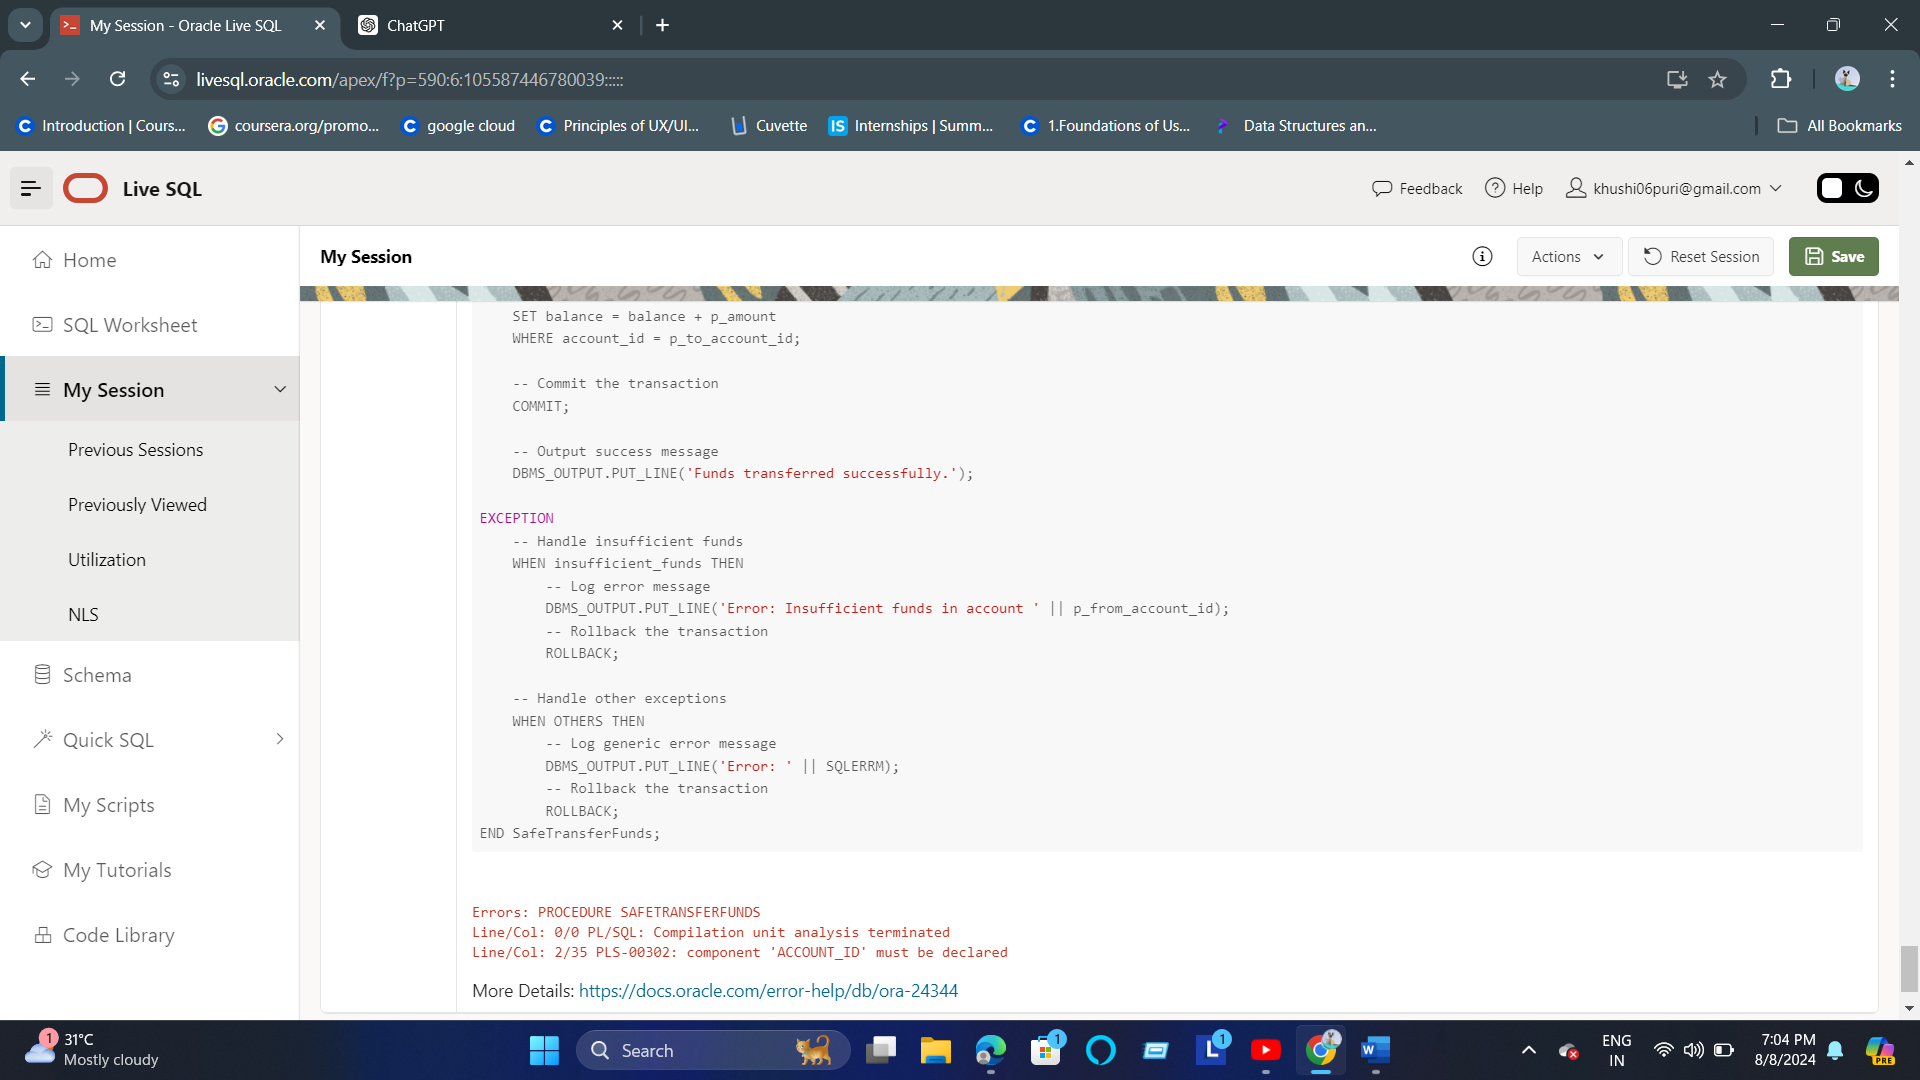 My Session - Oracle Live SQL
ChatGPT
livesql.oracle.com/apex/f?p=590:6:105587446780039:::::
Introduction | Cours...
coursera.org/promo...
google cloud
Principles of UX/UI...
Cuvette
IS
Internships | Summ...
1.Foundations of Us...
Data Structures an...
All Bookmarks
Live SQL
Feedback
Help
khushi06puri@gmail.com
Home
SQL Worksheet
My Session
Previous Sessions
Previously Viewed
Utilization
NLS
Schema
Quick SQL
My Scripts
My Tutorials
Code Library
My Session
Actions
Reset Session
Save
SET balance = balance + p_amount
WHERE account_id = p_to_account_id;
-- Commit the transaction
COMMIT;
-- Output success message
DBMS_OUTPUT.PUT_LINE('Funds transferred successfully.');
EXCEPTION
-- Handle insufficient funds
WHEN insufficient_funds THEN
-- Log error message
DBMS_OUTPUT.PUT_LINE('Error: Insufficient funds in account ' || p_from_account_id);
-- Rollback the transaction
ROLLBACK;
-- Handle other exceptions
WHEN OTHERS THEN
-- Log generic error message
DBMS_OUTPUT.PUT_LINE('Error: ' || SQLERRM);
-- Rollback the transaction
ROLLBACK;
END SafeTransferFunds;
Errors: PROCEDURE SAFETRANSFERFUNDS
Line/Col: 0/0 PL/SQL: Compilation unit analysis terminated
Line/Col: 2/35 PLS-00302: component 'ACCOUNT_ID' must be declared
More Details: https://docs.oracle.com/error-help/db/ora-24344
1
31°C
Mostly cloudy
Search
1
L
1
W
ENG
IN
7:04 PM
8/8/2024
PRE